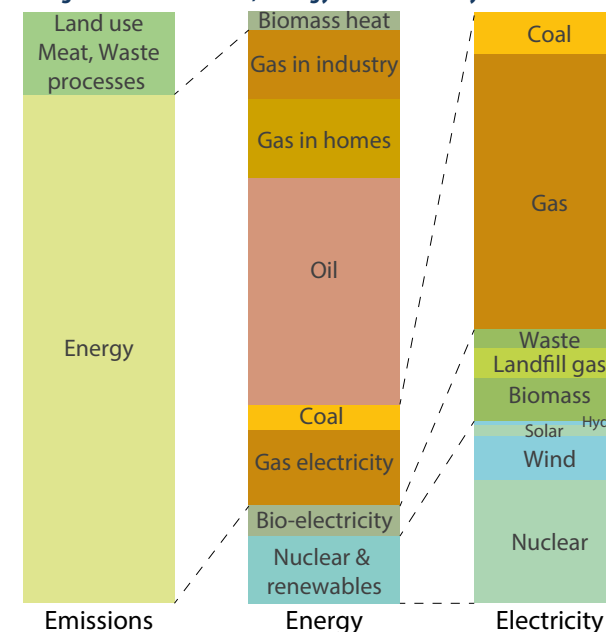 Land use
Meat, Waste
processes
Energy
Emissions
Biomass heat
Gas in industry
Gas in homes
Oil
Coal
Gas electricity
Bio-electricity
Nuclear &
renewables
Energy
Coal
Gas
Waste
Landfill gas
Biomass
Hyd
Solar
Wind
Nuclear
Electricity